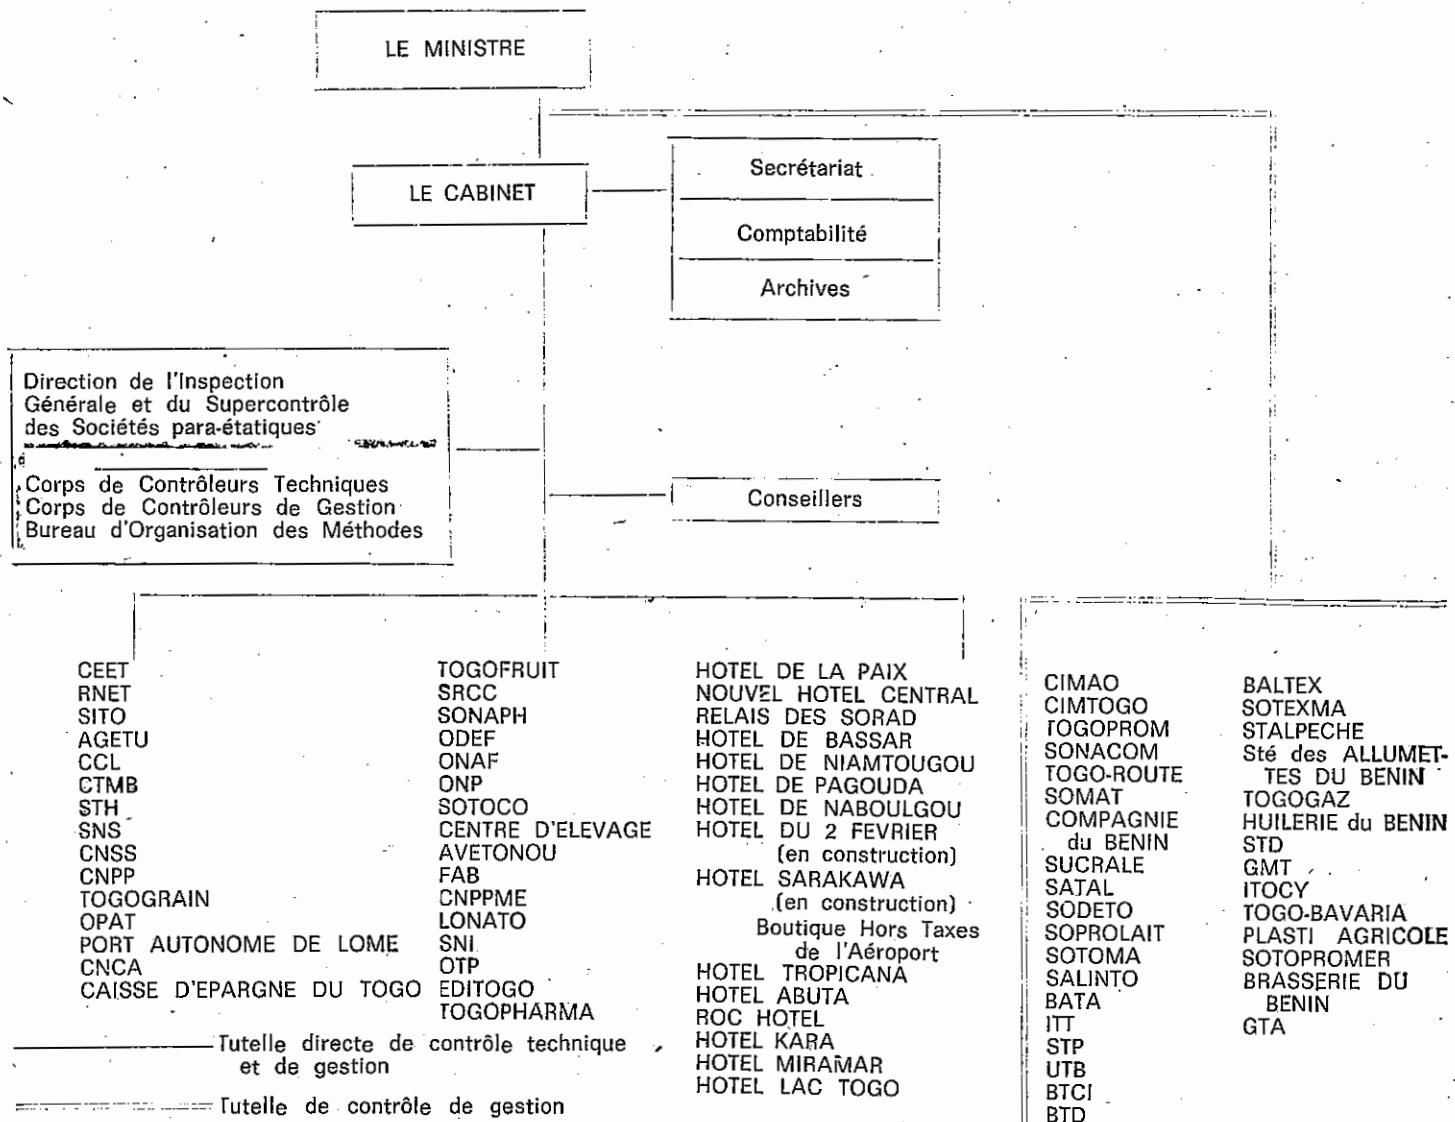 LE MINISTRE
LE CABINET
Secrétariat
Comptabilité
Archives
Direction de l'Inspection
Générale et du Supercontrôle
des Sociétés para-étatiques
Corps de Contrôleurs Techniques
Corps de Contrôleurs de Gestion
Bureau d'Organisation des Méthodes
Conseillers
CEET
RNET
SITO
AGETU
CCL
CTMB
STH
SNS
CNSS
CNPP
TOGOGRAIN
OPAT
PORT AUTONOME DE LOME
CNCA
CAISSE D'EPARGNE DU TOGO
TOGOFRUIT
SRCC
SONAPH
ODEF
ONAF
ONP
SOTOCO
CENTRE D'ELEVAGE
AVETONOU
FAB
CNPPME
LONATO
SNI
OTP
EDITOGO
TOGOPHARMA
HOTEL DE LA PAIX
NOUVEL HOTEL CENTRAL
RELAIS DES SORAD
HOTEL DE BASSAR
HOTEL DE NIAMTOUGOU
HOTEL DE PAGOUDA
HOTEL DE NABOULGOU
HOTEL DU 2 FEVRIER
(en construction)
HOTEL SARAKAWA
(en construction)
Boutique Hors Taxes
de l'Aéroport
HOTEL TROPICANA
HOTEL ABUTA
ROC HOTEL
HOTEL KARA
HOTEL MIRAMAR
HOTEL LAC TOGO
CIMAO
CIMTOGO
TOGOPROM
SONACOM
TOGO-ROUTE
SOMAT
COMPAGNIE
du BENIN
SUCRALE
SATAL
SODETO
SOPROLAIT
SOTOMA
SALINTO
BATA
ITT
STP
UTB
BTCI
BTD
BALTEX
SOTEXMA
STALPECHE
Sté des ALLUMET-
TES DU BENIN
TOGOGAZ
HUILERIE du BENIN
STD
GMT
ITOCY
TOGO-BAVARIA
PLASTI AGRICOLE
SOTOPROMER
BRASSERIE DU
BENIN
GTA
Tutelle directe de contrôle technique
et de gestion
Tutelle de contrôle de gestion